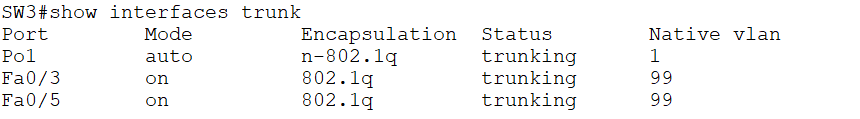 SW3#show interfaces trunk
Port Mode Encapsulation Status Native vlan
Po1 auto n-802.1q trunking 1
Fa0/3 on 802.1q trunking 99
Fa0/5 on 802.1q trunking 99